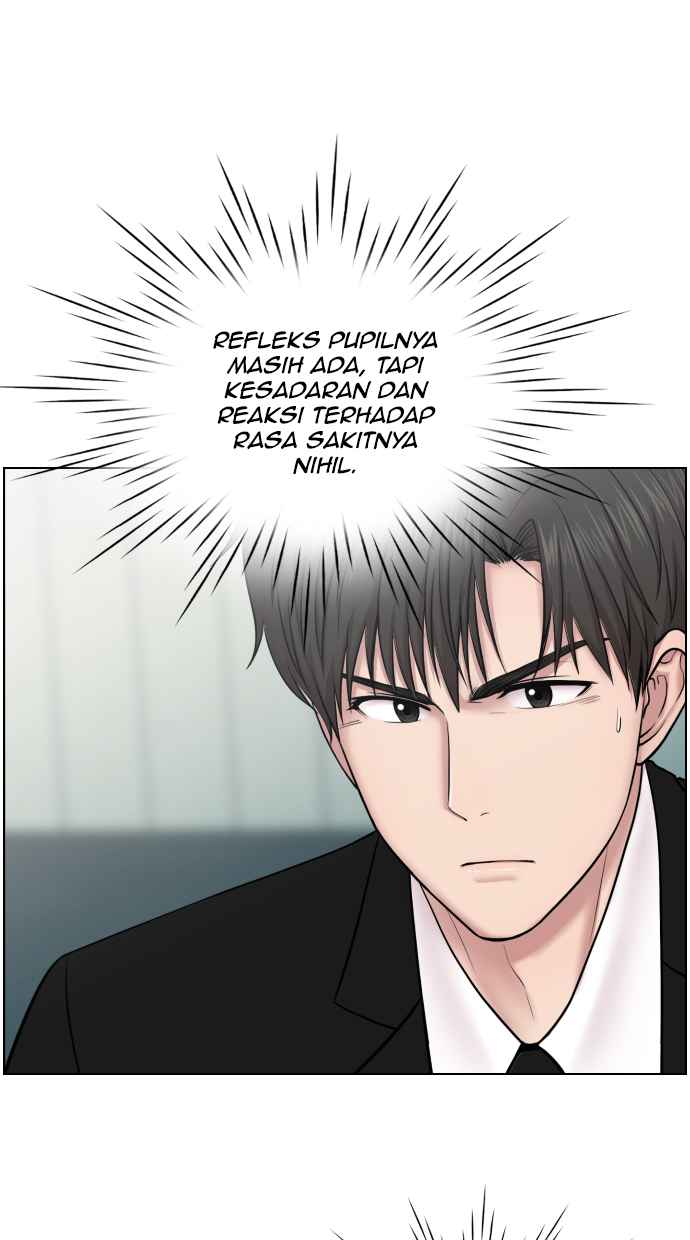 REFLEKS PUPILNYA
MASIH ADA, TAPI
KESADARAN DAN
REAKSI TERHADAP
RASA SAKITNYA
NIHIL.